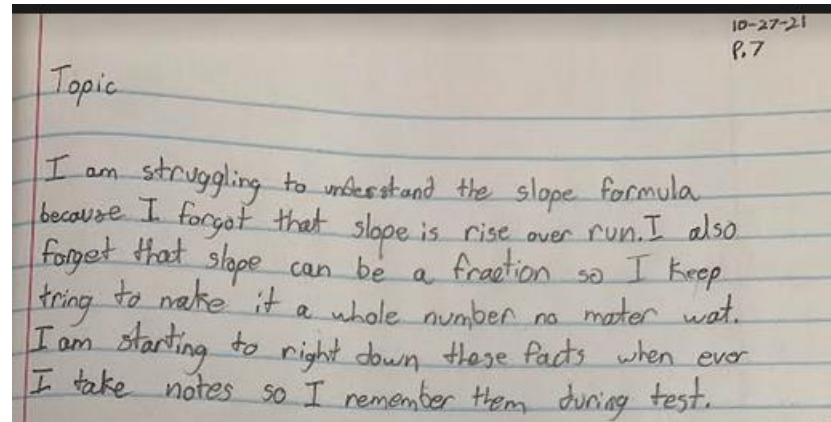 10-27-21
P.7
Topic
I am struggling to understand the slope formula
because I forgot that slope is rise over run. I also
forget that slope can be a fraction so I keep
tring to make it a whole number no mater wat.
I am starting to right down these facts when ever
I take notes so I remember them during test.